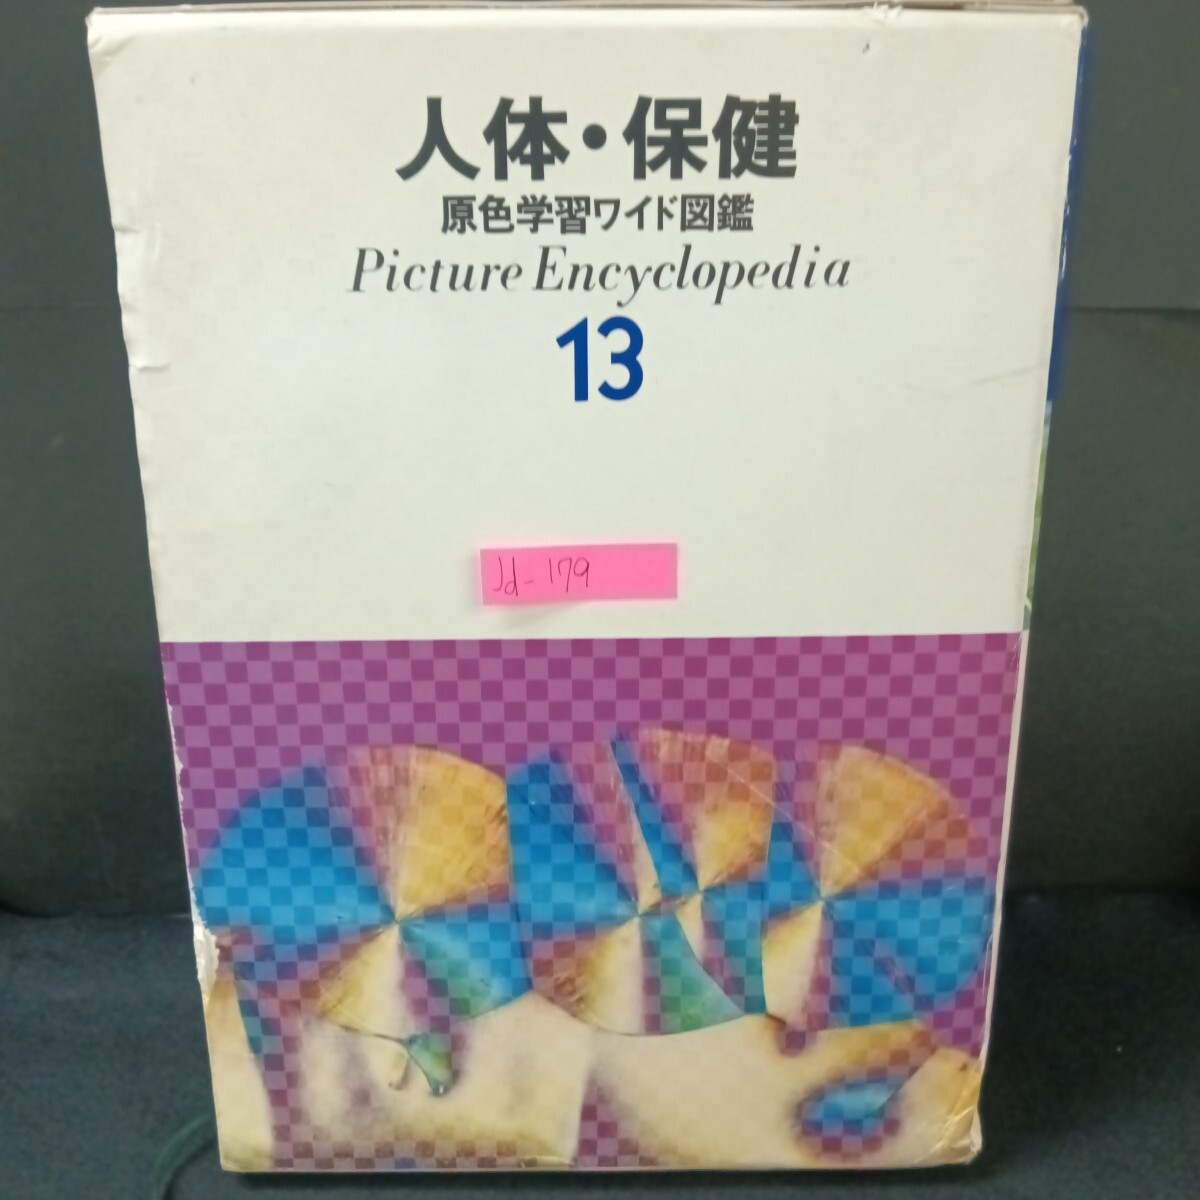 人体・保健
原色学習ワイド図鑑
Picture Encyclopedia
13
Jd-179